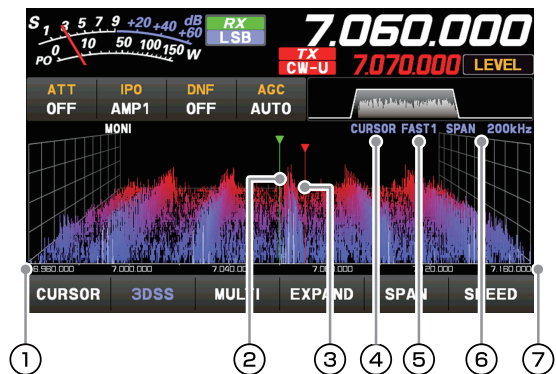 S 1 3 5 7 9 +20 +40 +60 dB
PO 0 10 50 100 150 W
RX
LSB
7.060.000
TX
CW-U
7.070.000
LEVEL
ATT OFF
IPO AMP1
DNF OFF
AGC AUTO
MONI
CURSOR FAST1 SPAN 200kHz
6.960.000 7.000.000 7.040.000 7.120.000 7.160.000
CURSOR 3DSS MULTI EXPAND SPAN SPEED
① ② ③ ④ ⑤ ⑥ ⑦